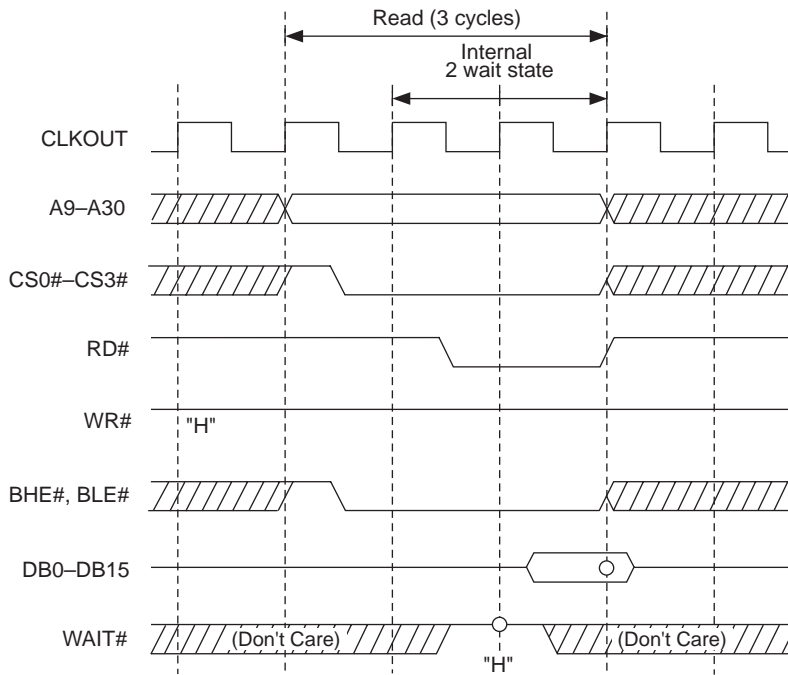 Read (3 cycles)
Internal
2 wait state
CLKOUT
A9–A30
CS0#–CS3#
RD#
WR#
"H"
BHE#, BLE#
DB0–DB15
WAIT#
(Don't Care)
(Don't Care)
"H"